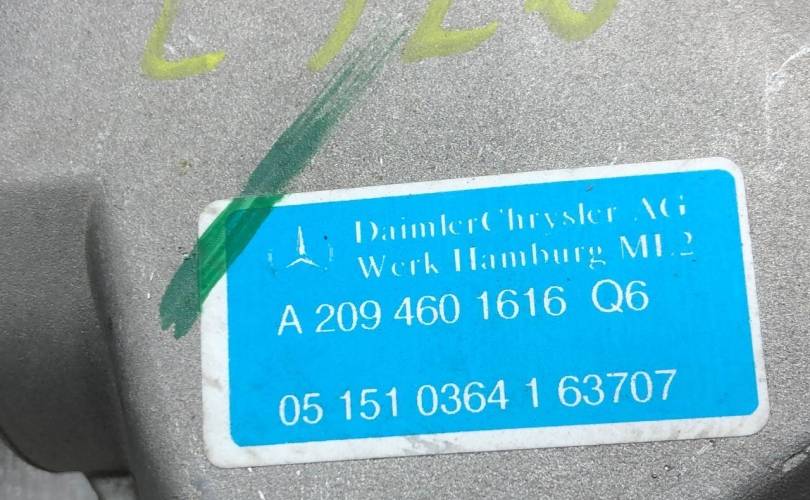 DaimlerChrysler AG
Werk Hamburg ML2
A 209 460 1616 Q6
05 151 0364 1 63707